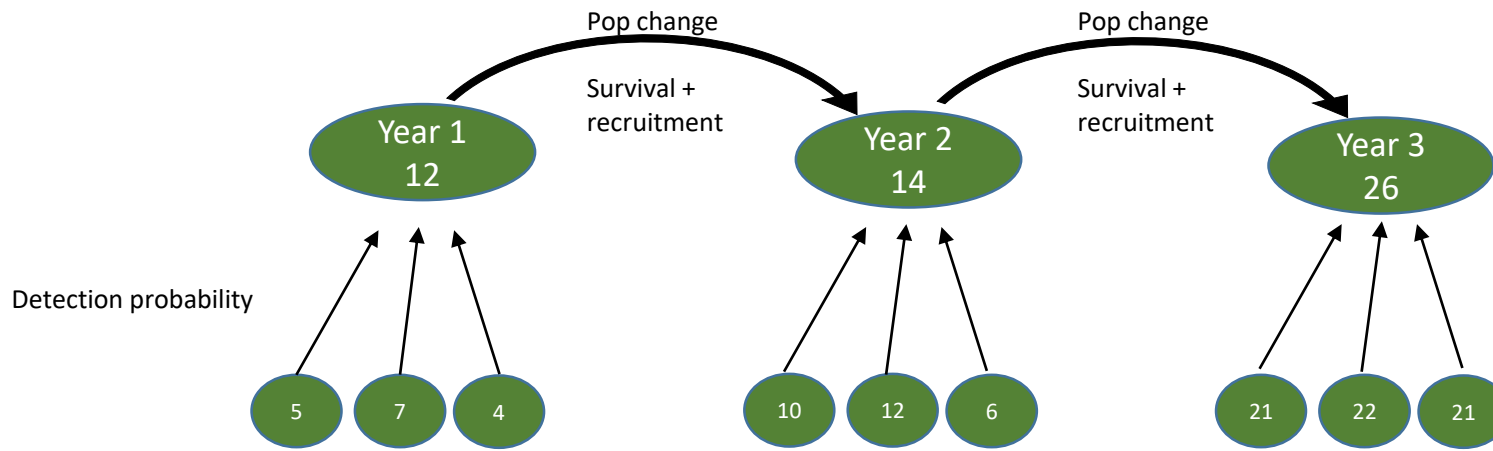 Pop change
Pop change
Survival +
recruitment
Survival +
recruitment
Year 1
12
Year 2
14
Year 3
26
Detection probability
5
7
4
10
12
6
21
22
21